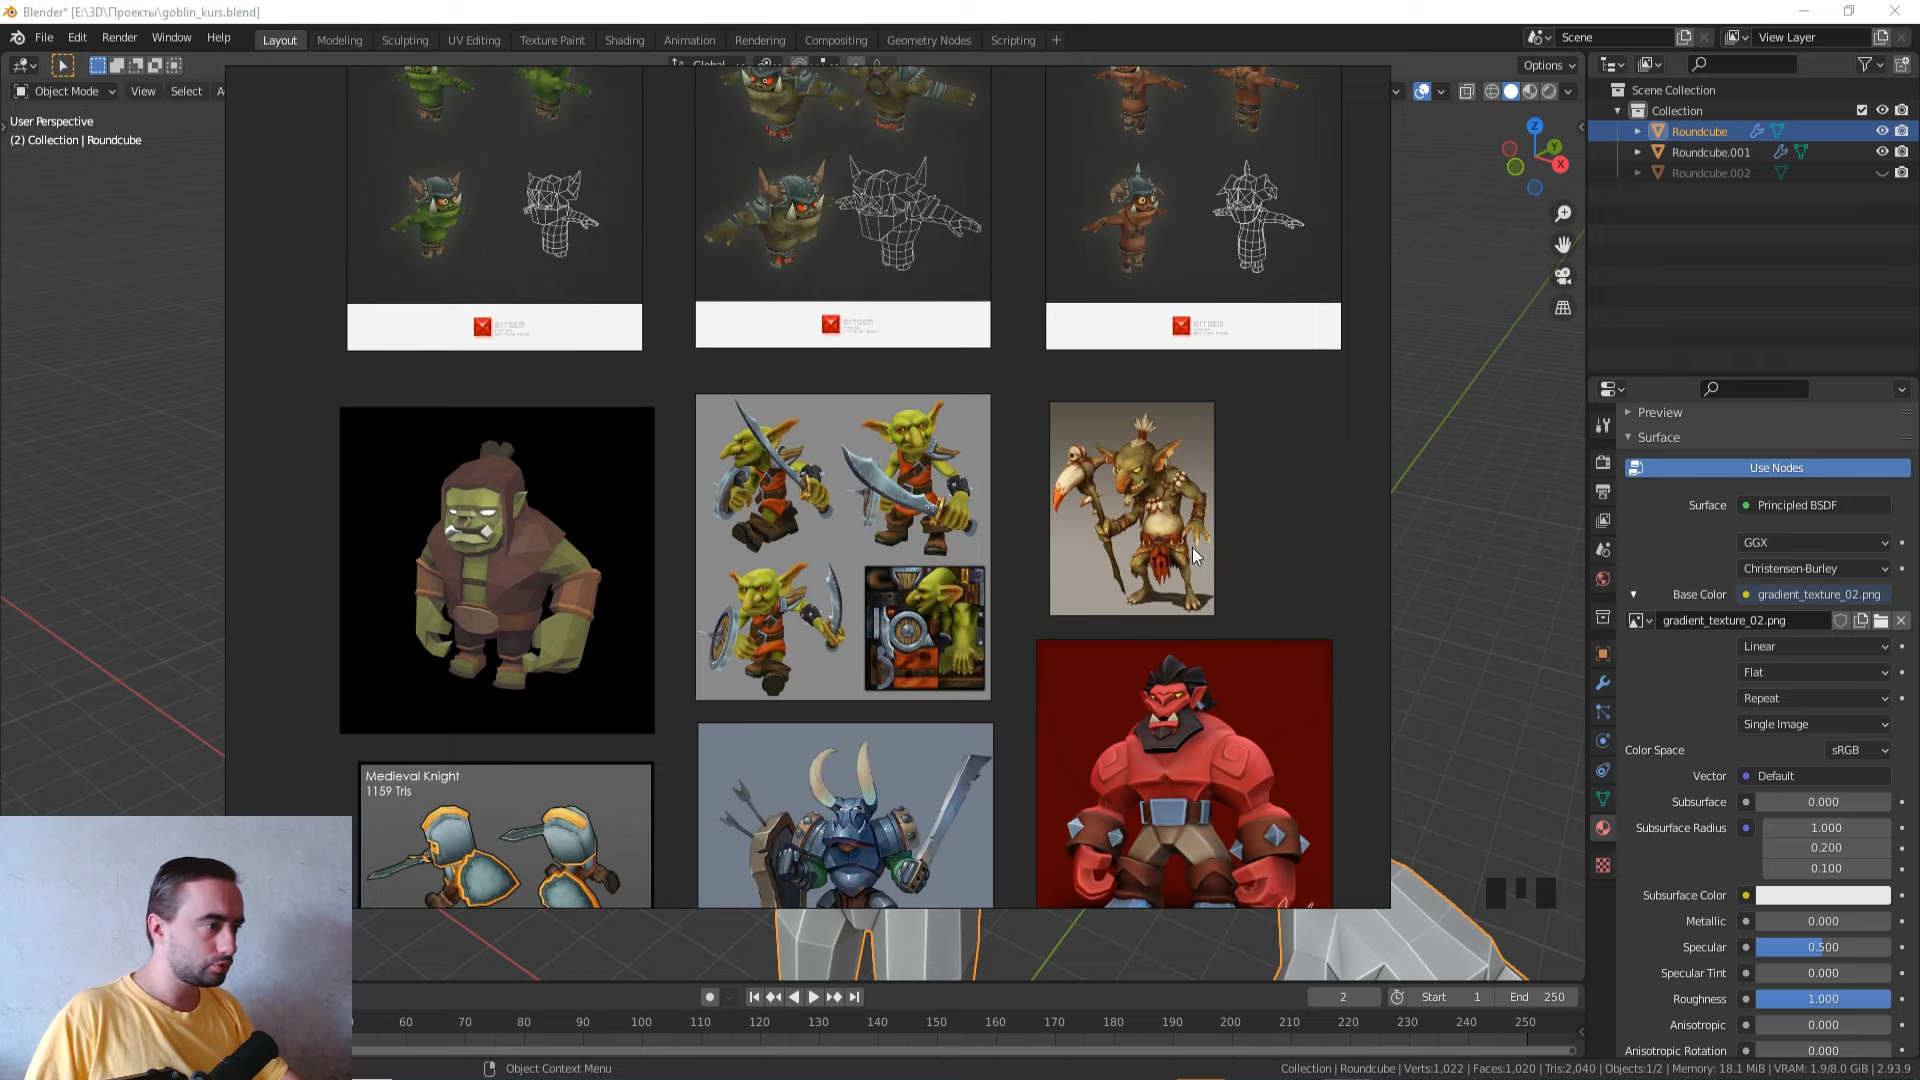 Blender* [E:\3D\Проекты\goblin_kurs.blend]
File Edit Render Window Help
Layout Modeling Sculpting UV Editing Texture Paint Shading Animation Rendering Compositing Geometry Nodes Scripting +
Scene
View Layer
Global
Options
Object Mode View Select
User Perspective
(2) Collection | Roundcube
Z
Y
X
Scene Collection
Collection
Roundcube
Roundcube.001
Roundcube.002
BITGEM
BITGEM
BITGEM
Medieval Knight
1159 Tris
Preview
Surface
Use Nodes
Surface Principled BSDF
GGX
Christensen-Burley
Base Color gradient_texture_02.png
gradient_texture_02.png
Linear
Flat
Repeat
Single Image
Color Space sRGB
Vector Default
Subsurface 0.000
Subsurface Radius 1.000
0.200
0.100
Subsurface Color
Metallic 0.000
Specular 0.500
Specular Tint 0.000
Roughness 1.000
Anisotropic 0.000
Anisotropic Rotation 0.000
2 Start 1 End 250
60 70 80 90 100 110 120 130 140 150 160 170 180 190 200 210 220 230 240 250
Object Context Menu
Collection | Roundcube | Verts:1,022 | Faces:1,020 | Tris:2,040 | Objects:1/2 | Memory: 18.1 MiB | VRAM: 1.9/8.0 GiB | 2.93.9